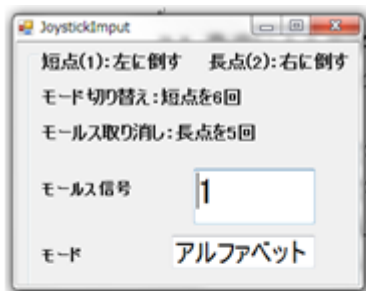 JoystickImput
短点(1):左に倒す 長点(2):右に倒す
モード切り替え:短点を6回
モールス取り消し:長点を5回
モールス信号 1
モード アルファベット